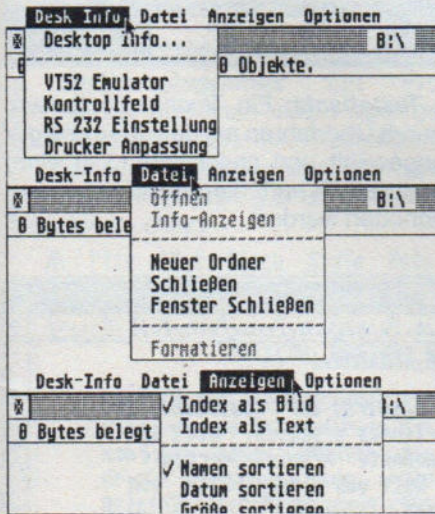 Desk Info Datei Anzeigen Optionen
Desktop Info... B:\
0 Objekte.
VT52 Emulator
Kontrollfeld
RS 232 Einstellung
Drucker Anpassung
Desk-Info Datei Anzeigen Optionen
Öffnen B:\
0 Bytes bele Info-Anzeigen
Neuer Ordner
Schließen
Fenster Schließen
Formatieren
Desk-Info Datei Anzeigen Optionen
√ Index als Bild :\
0 Bytes belegt Index als Text
√ Namen sortieren
Datum sortieren
Größe sortieren